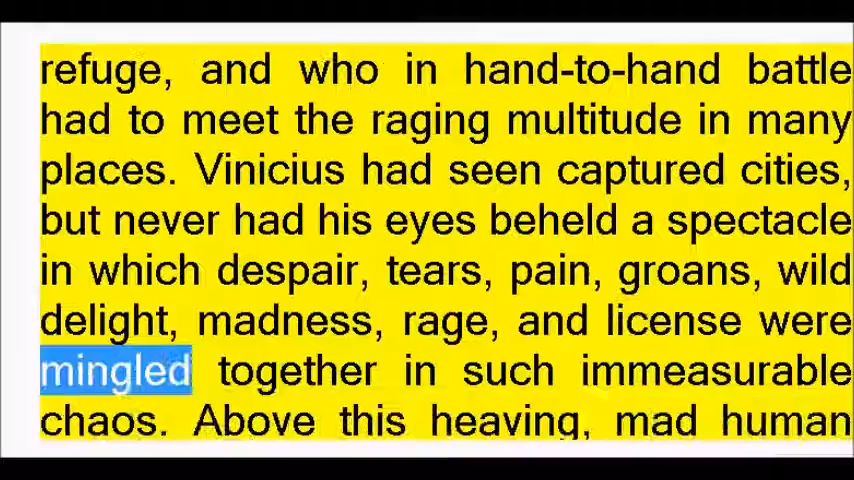 refuge, and who in hand-to-hand battle
had to meet the raging multitude in many
places. Vinicius had seen captured cities,
but never had his eyes beheld a spectacle
in which despair, tears, pain, groans, wild
delight, madness, rage, and license were
mingled together in such immeasurable
chaos. Above this heaving, mad human